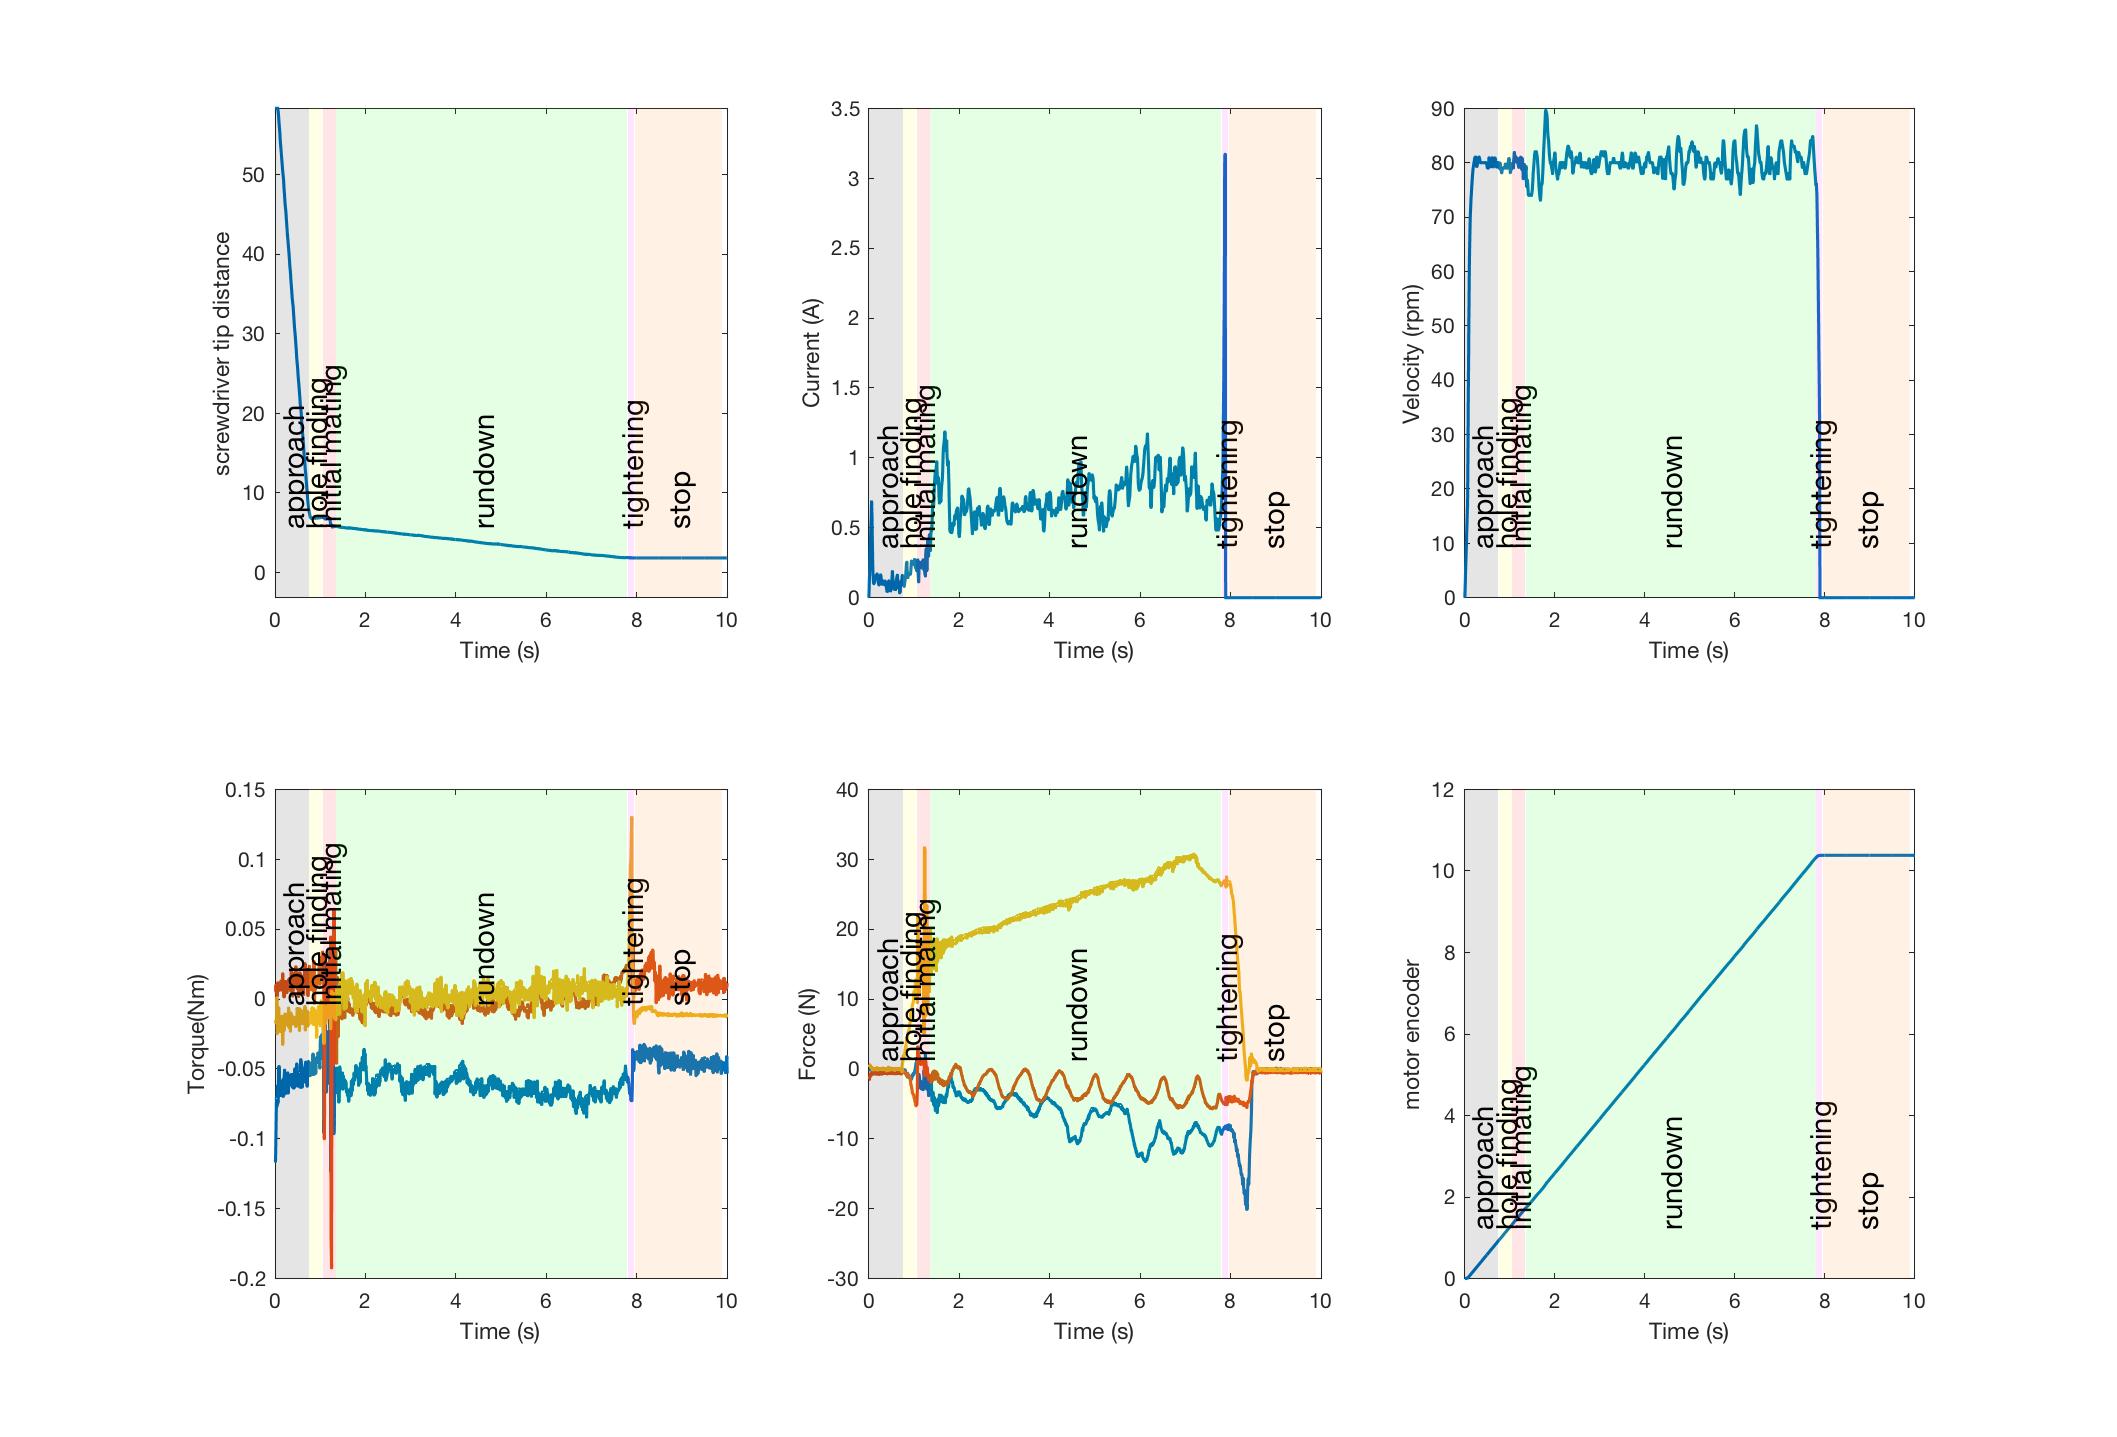 screwdriver tip distance
50
40
30
20
10
0
approach
hole finding
initial mating
rundown
tightening
stop
0 2 4 6 8 10
Time (s)
Current (A)
3.5
3
2.5
2
1.5
1
0.5
0
approach
hole finding
initial mating
rundown
tightening
stop
0 2 4 6 8 10
Time (s)
Velocity (rpm)
90
80
70
60
50
40
30
20
10
0
approach
hole finding
initial mating
rundown
tightening
stop
0 2 4 6 8 10
Time (s)
Torque(Nm)
0.15
0.1
0.05
0
-0.05
-0.1
-0.15
-0.2
approach
hole finding
initial mating
rundown
tightening
stop
0 2 4 6 8 10
Time (s)
Force (N)
40
30
20
10
0
-10
-20
-30
approach
hole finding
initial mating
rundown
tightening
stop
0 2 4 6 8 10
Time (s)
motor encoder
12
10
8
6
4
2
0
approach
hole finding
initial mating
rundown
tightening
stop
0 2 4 6 8 10
Time (s)